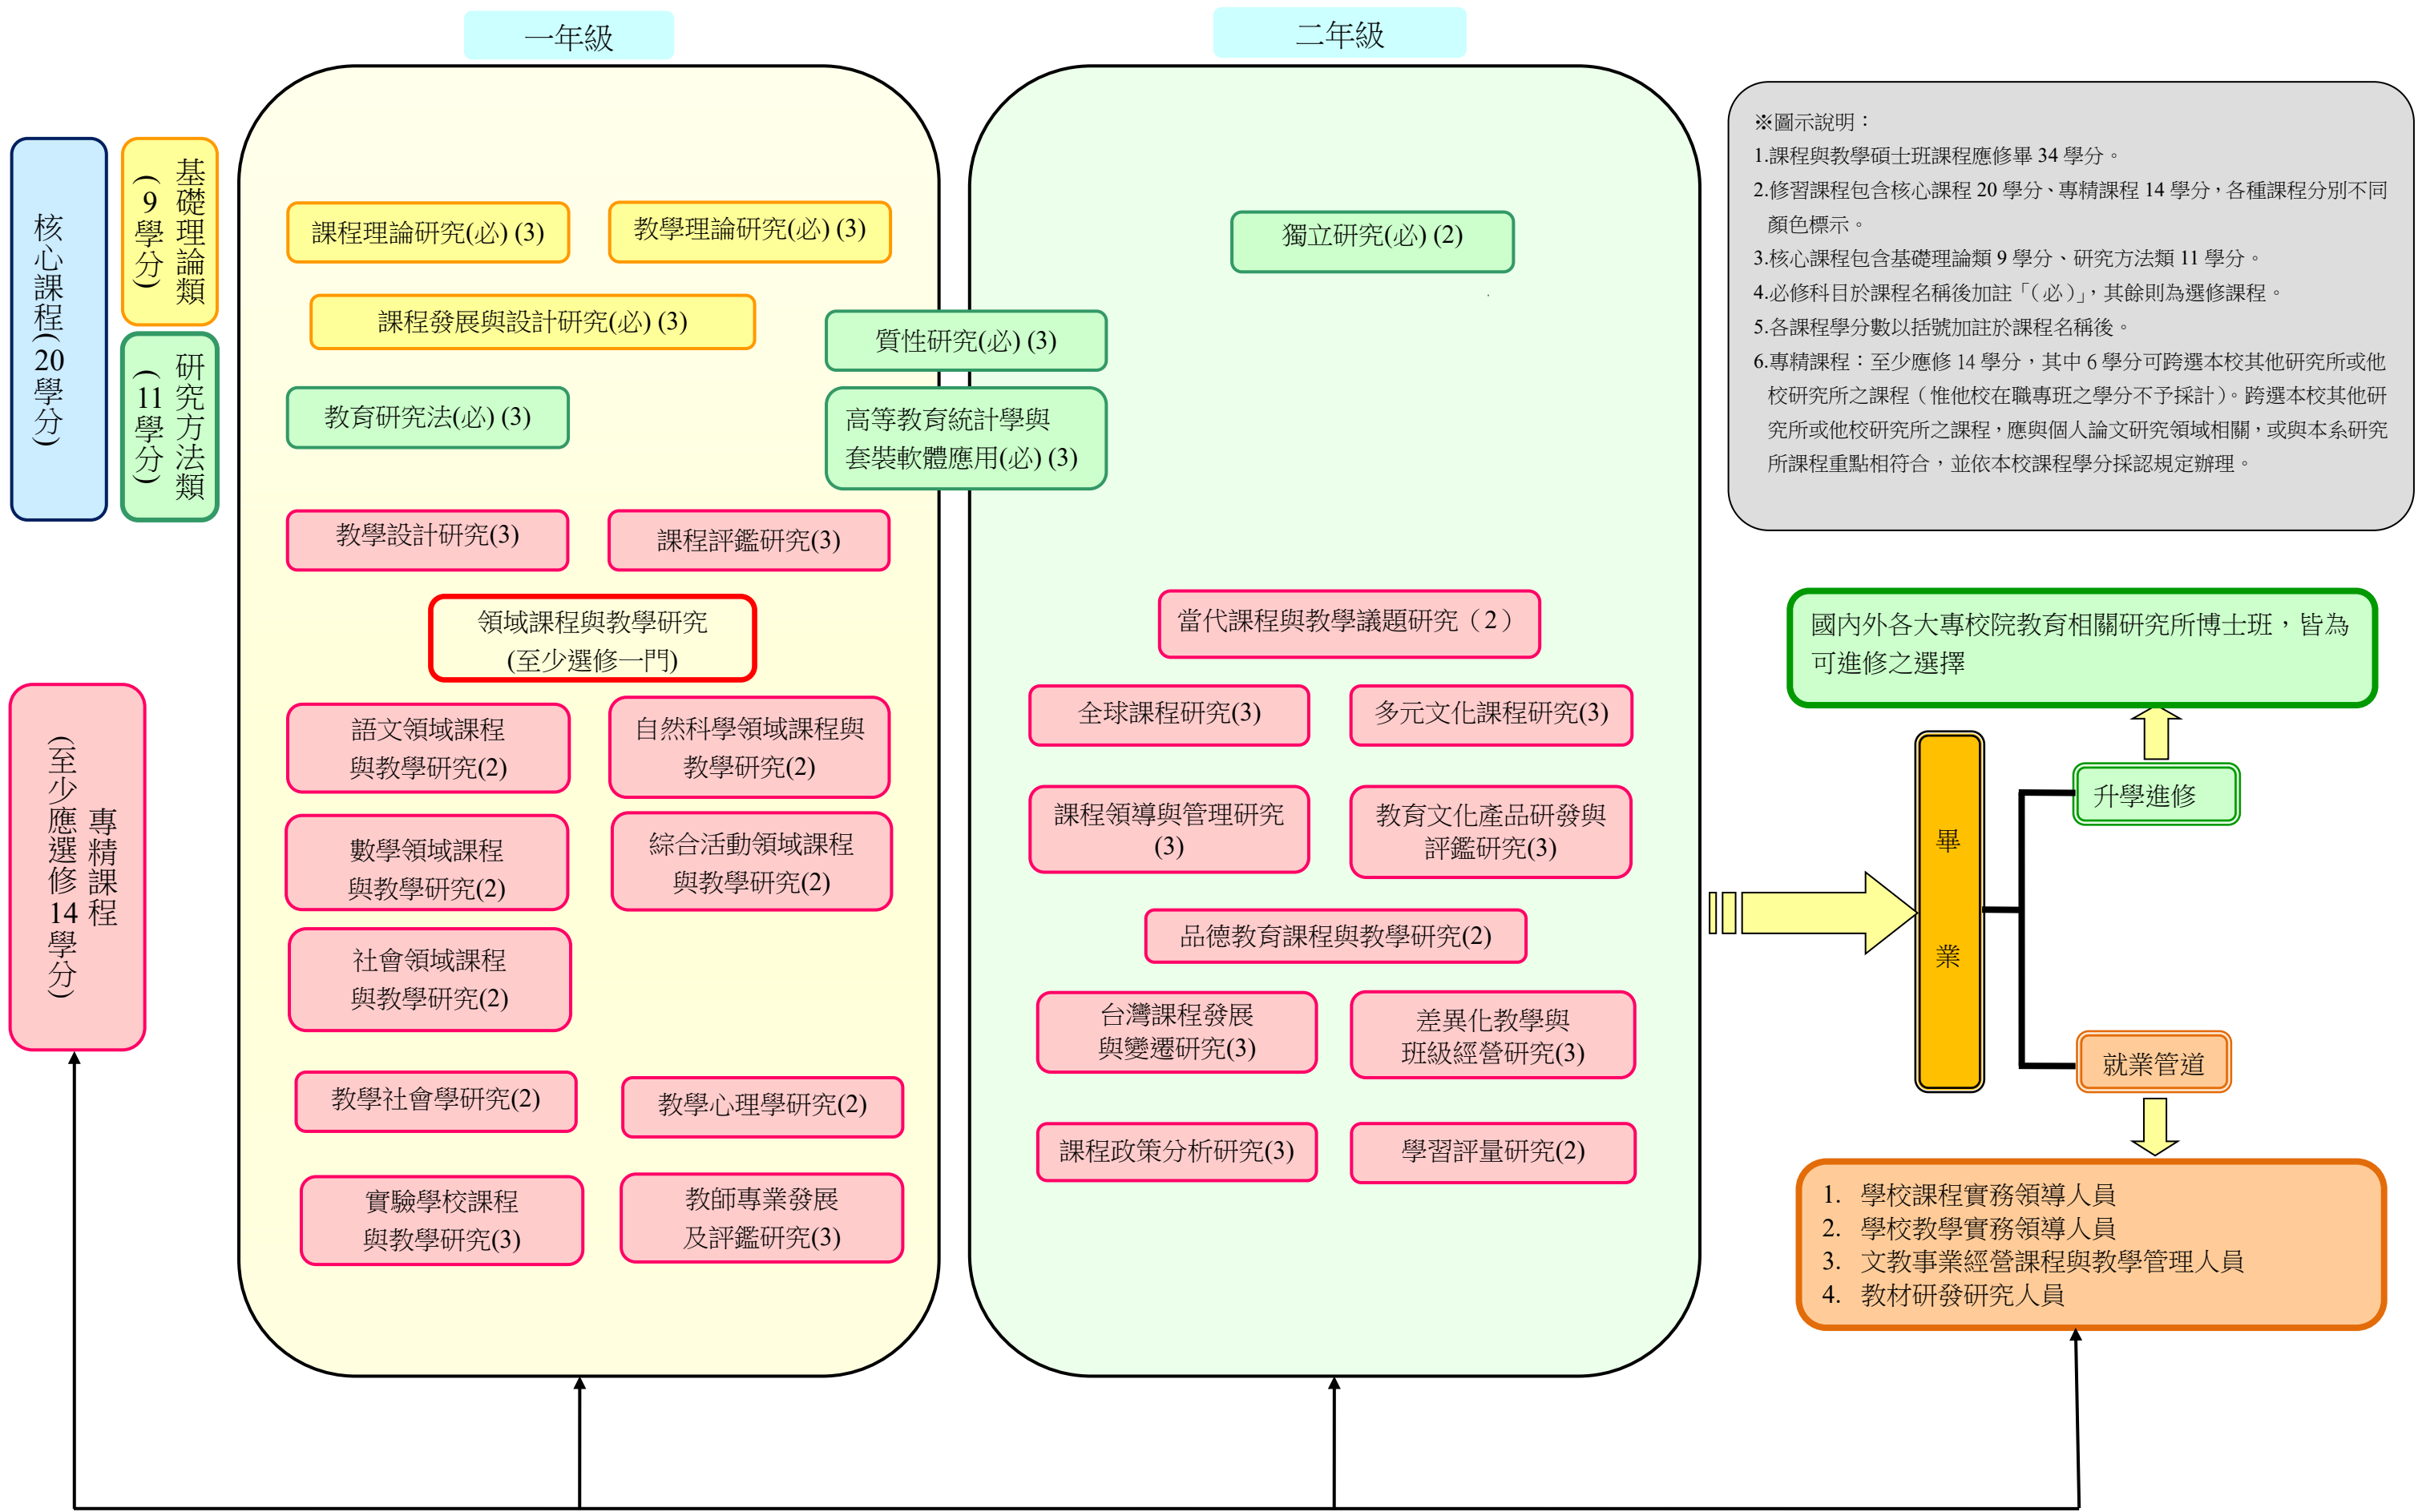 一年級
二年級
核心課程(20學分)
基礎理論類
(9學分)
研究方法類
(11學分)
課程理論研究(必) (3)
教學理論研究(必) (3)
課程發展與設計研究(必) (3)
獨立研究(必) (2)
質性研究(必) (3)
教育研究法(必) (3)
高等教育統計學與
套裝軟體應用(必) (3)
專精課程
(至少應選修14學分)
教學設計研究(3)
課程評鑑研究(3)
領域課程與教學研究
(至少選修一門)
語文領域課程
與教學研究(2)
自然科學領域課程與
教學研究(2)
數學領域課程
與教學研究(2)
綜合活動領域課程
與教學研究(2)
社會領域課程
與教學研究(2)
教學社會學研究(2)
教學心理學研究(2)
實驗學校課程
與教學研究(3)
教師專業發展
及評鑑研究(3)
當代課程與教學議題研究（2）
全球課程研究(3)
多元文化課程研究(3)
課程領導與管理研究
(3)
教育文化產品研發與
評鑑研究(3)
品德教育課程與教學研究(2)
台灣課程發展
與變遷研究(3)
差異化教學與
班級經營研究(3)
課程政策分析研究(3)
學習評量研究(2)
※圖示說明：
1.課程與教學碩士班課程應修畢 34 學分。
2.修習課程包含核心課程 20 學分、專精課程 14 學分，各種課程分別不同
顏色標示。
3.核心課程包含基礎理論類 9 學分、研究方法類 11 學分。
4.必修科目於課程名稱後加註「（必）」，其餘則為選修課程。
5.各課程學分數以括號加註於課程名稱後。
6.專精課程：至少應修 14 學分，其中 6 學分可跨選本校其他研究所或他
校研究所之課程（惟他校在職專班之學分不予採計）。跨選本校其他研
究所或他校研究所之課程，應與個人論文研究領域相關，或與本系研究
所課程重點相符合，並依本校課程學分採認規定辦理。
國內外各大專校院教育相關研究所博士班，皆為
可進修之選擇
升學進修
畢業
就業管道
1. 學校課程實務領導人員
2. 學校教學實務領導人員
3. 文教事業經營課程與教學管理人員
4. 教材研發研究人員